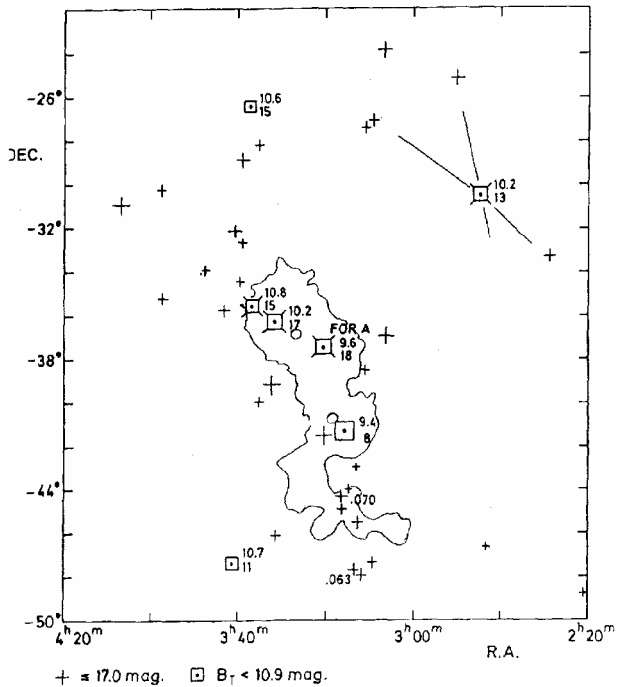 -26°
10.6
15
DEC.
10.2
13
-32°
10.8
15
10.2
17
FOR A
9.6
18
-38°
9.4
8
-44°
.070
10.7
11
.063
-50°
4ʰ20ᵐ
3ʰ40ᵐ
3ʰ00ᵐ
2ʰ20ᵐ
R.A.
≤ 17.0 mag.
B_T < 10.9 mag.